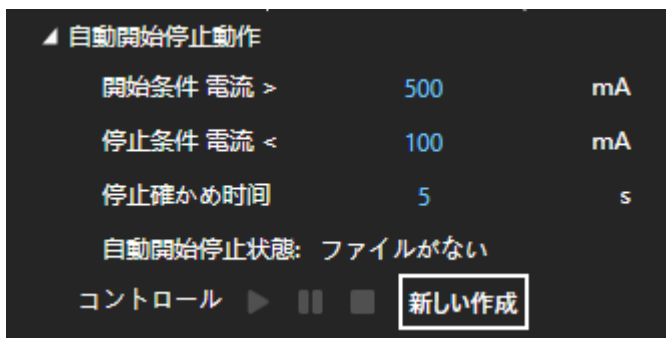 自動開始停止動作
開始条件 電流 > 500 mA
停止条件 電流 < 100 mA
停止確かめ时间 5 s
自動開始停止状態: ファイルがない
コントロール 新しい作成